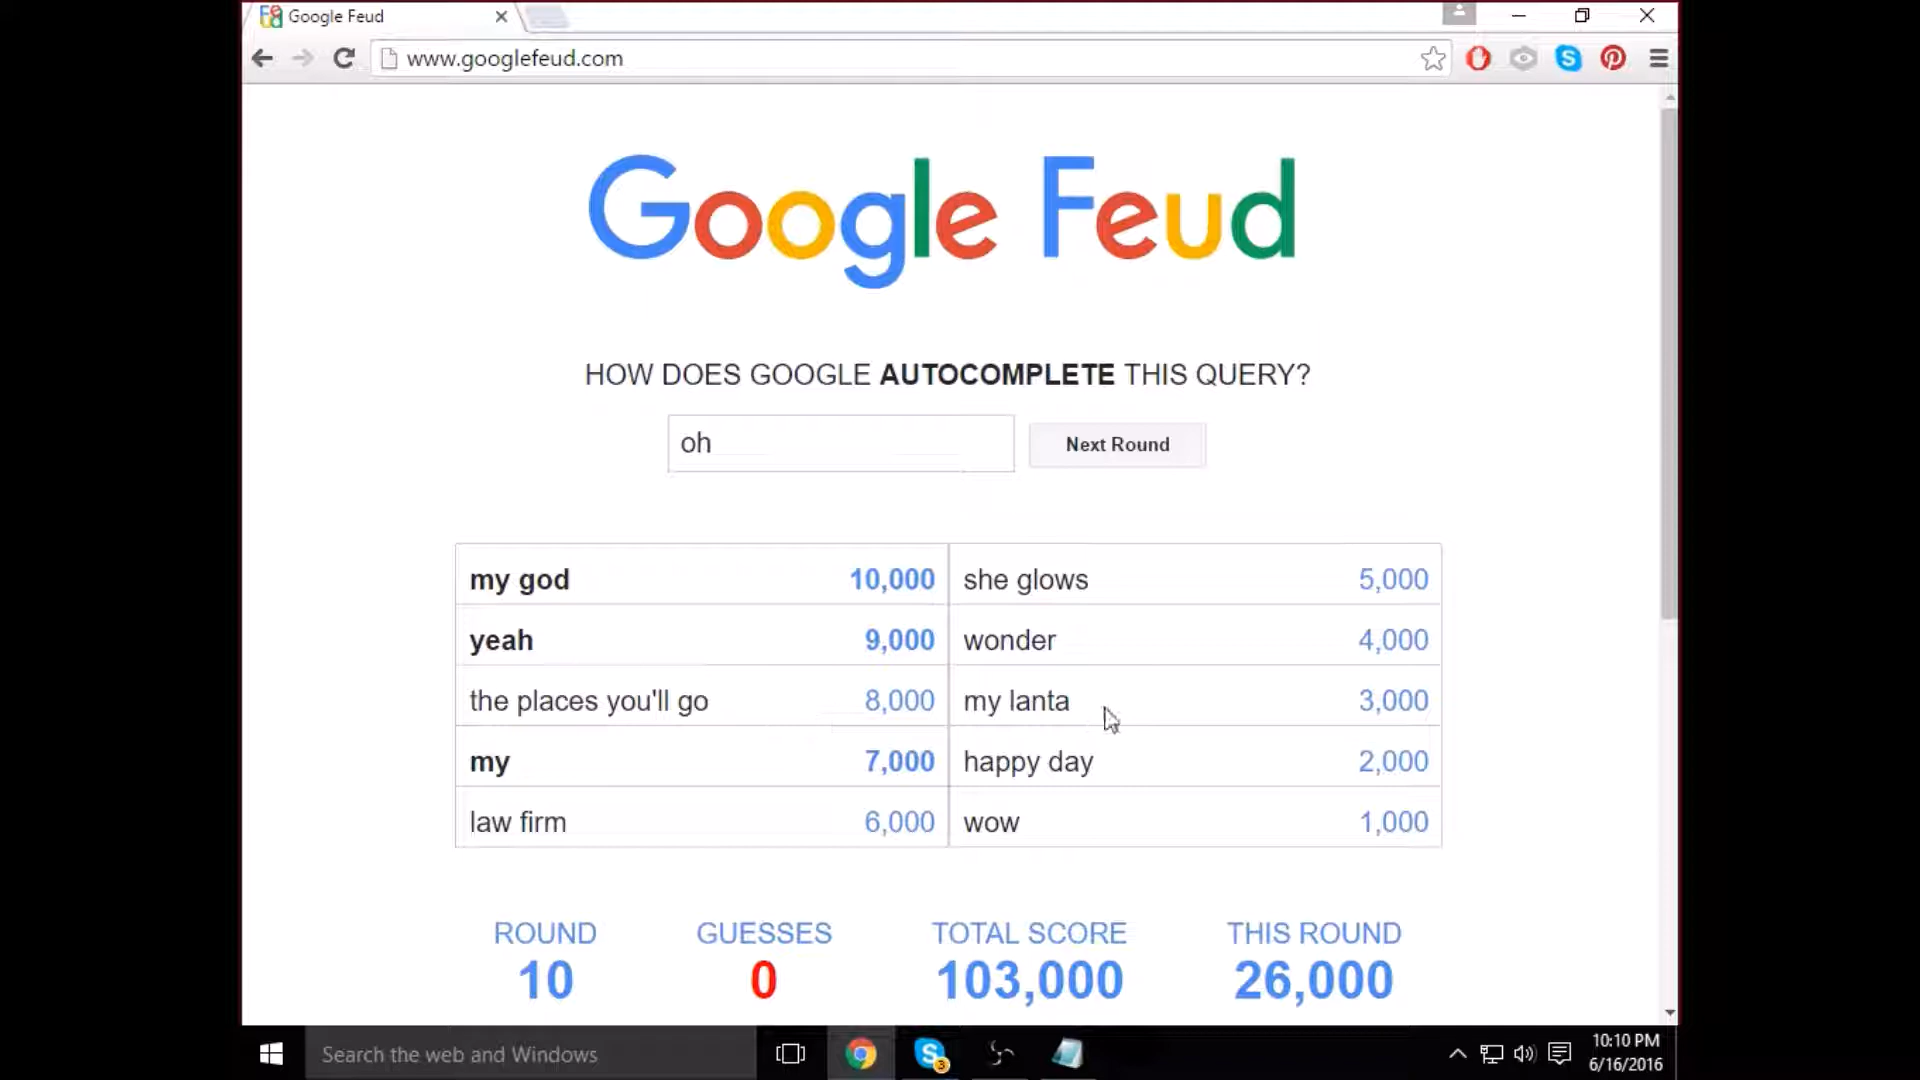 Google Feud
www.googlefeud.com
Google Feud
HOW DOES GOOGLE AUTOCOMPLETE THIS QUERY?
oh
Next Round
my god 10,000 she glows 5,000
yeah 9,000 wonder 4,000
the places you'll go 8,000 my lanta 3,000
my 7,000 happy day 2,000
law firm 6,000 wow 1,000
ROUND GUESSES TOTAL SCORE THIS ROUND
10 0 103,000 26,000
Search the web and Windows
3
10:10 PM
6/16/2016